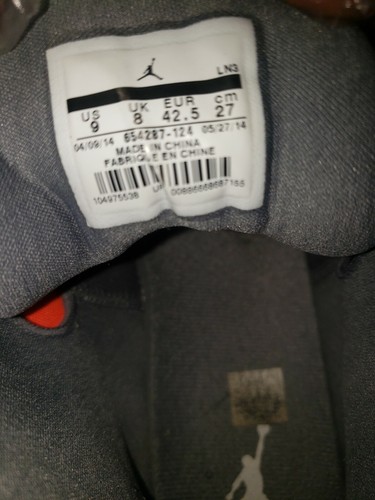 LN3
US UK EUR cm
9 8 42.5 27
04/09/14 654287-124 05/27/14
MADE IN CHINA
FABRIQUE EN CHINE
104975538